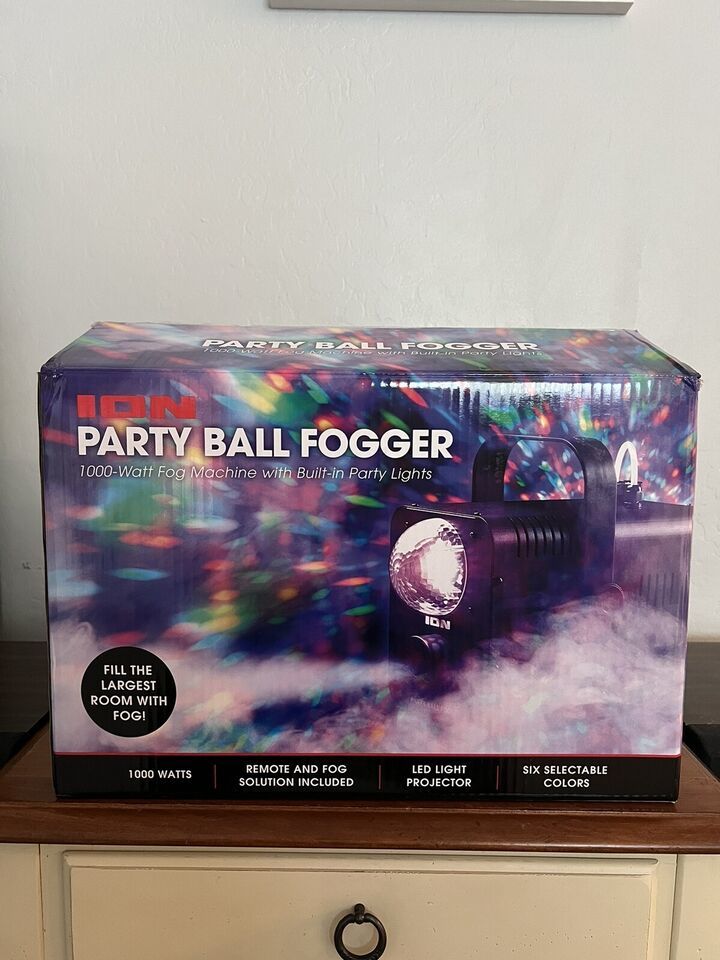 PARTY BALL FOGGER
1000-Watt Fog Machine with Built-in Party Lights
ION
PARTY BALL FOGGER
1000-Watt Fog Machine with Built-in Party Lights
ION
FILL THE
LARGEST
ROOM WITH
FOG!
1000 WATTS
REMOTE AND FOG
SOLUTION INCLUDED
LED LIGHT
PROJECTOR
SIX SELECTABLE
COLORS